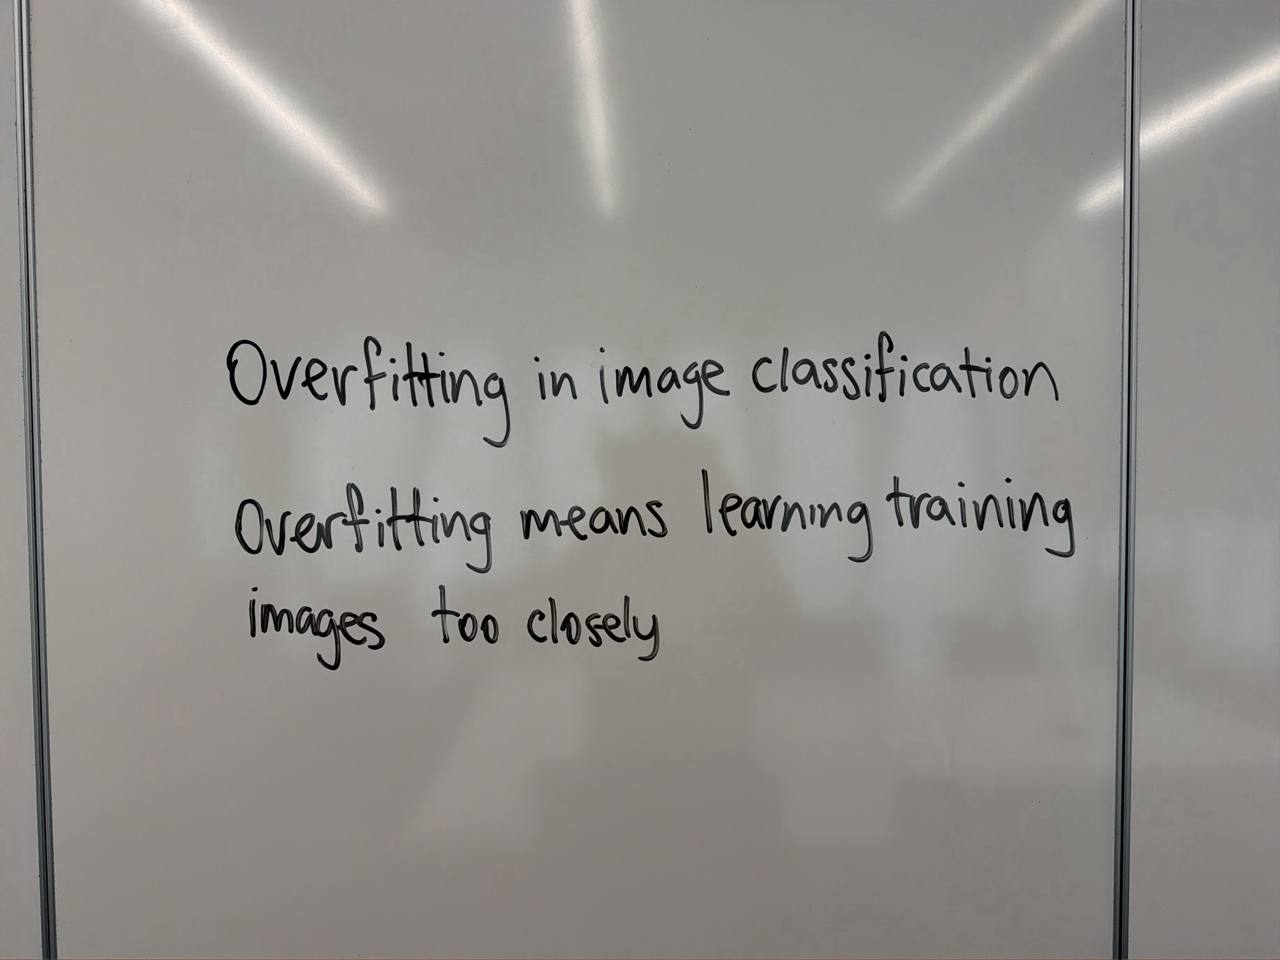 Overfitting in image classification
Overfitting means learning training
images too closely